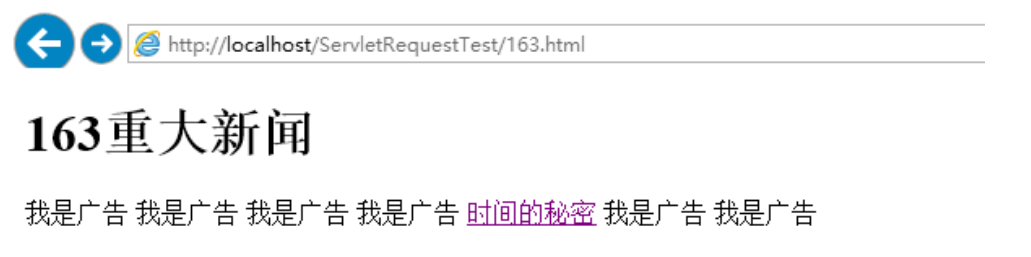 http://localhost/ServletRequestTest/163.html
163重大新闻
我是广告 我是广告 我是广告 我是广告 时间的秘密 我是广告 我是广告